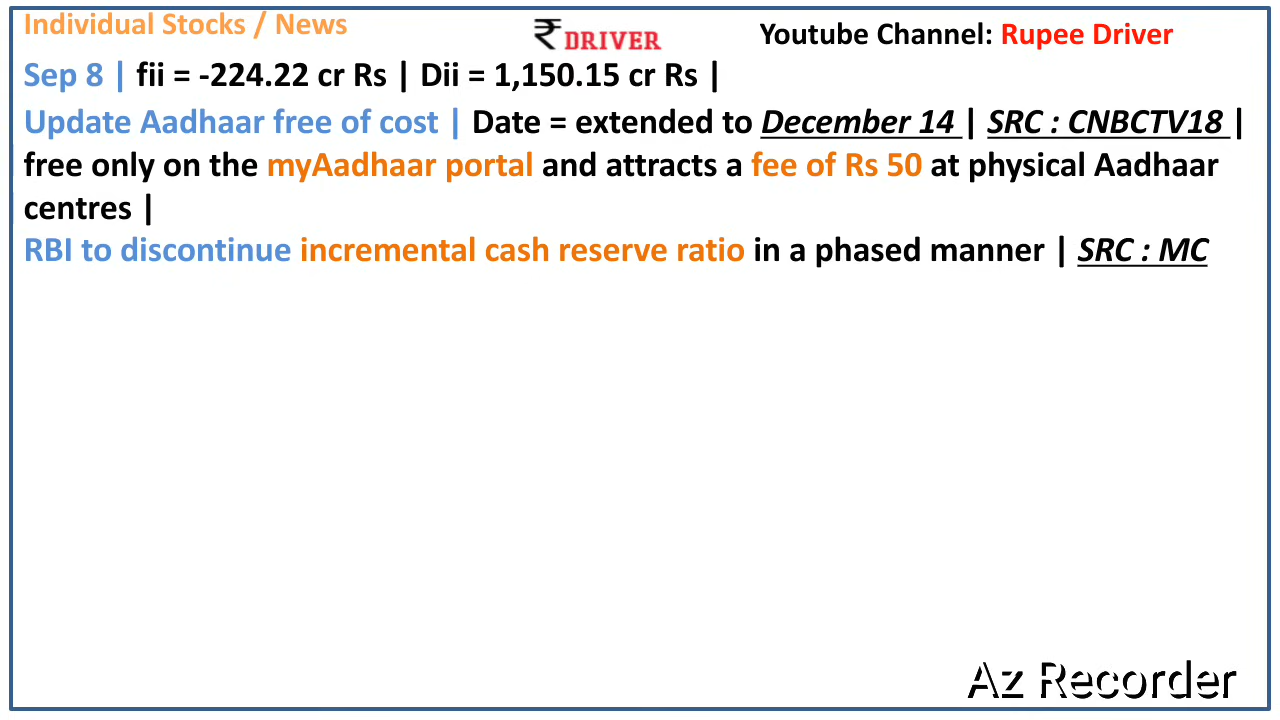 Individual Stocks / News
₹ DRIVER
Youtube Channel: Rupee Driver
Sep 8 | fii = -224.22 cr Rs | Dii = 1,150.15 cr Rs |
Update Aadhaar free of cost | Date = extended to December 14 | SRC : CNBCTV18 |
free only on the myAadhaar portal and attracts a fee of Rs 50 at physical Aadhaar
centres |
RBI to discontinue incremental cash reserve ratio in a phased manner | SRC : MC
Az Recorder